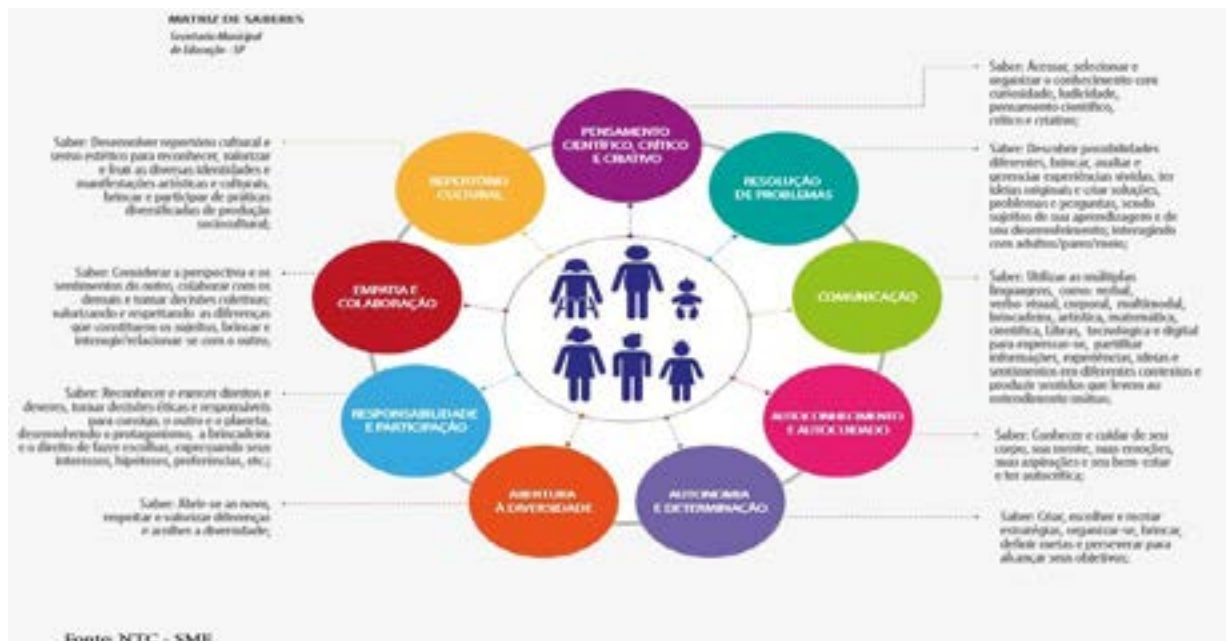 MATRIZ DE SABERES
Secretaria Municipal
de Educação - SP
PENSAMENTO
CIENTÍFICO, CRÍTICO
E CRIATIVO
Saber: Acessar, selecionar e
organizar o conhecimento com
curiosidade, ludicidade,
pensamento científico,
crítico e criativo;
RESOLUÇÃO
DE PROBLEMAS
Saber: Descobrir possibilidades
diferentes, brincar, avaliar e
gerenciar experiências vividas, ter
ideias originais e criar soluções,
problemas e perguntas, sendo
sujeitos de sua aprendizagem e de
seu desenvolvimento; interagindo
com adultos/pares/meio;
COMUNICAÇÃO
Saber: Utilizar as múltiplas
linguagens, como: verbal,
verbo visual, corporal, multimodal,
brincadeira, artística, matemática,
científica, Libras, tecnológica e digital
para expressar-se, partilhar
informações, experiências, ideias e
sentimentos em diferentes contextos e
produzir sentidos que levem ao
entendimento mútuo;
AUTOCONHECIMENTO
E AUTOCUIDADO
Saber: Conhecer e cuidar de seu
corpo, sua mente, suas emoções,
suas aspirações e seu bem-estar
e ter autocrítica;
AUTONOMIA
E DETERMINAÇÃO
Saber: Criar, escolher e recriar
estratégias, organizar-se, brincar,
definir metas e perseverar para
alcançar seus objetivos;
ABERTURA
À DIVERSIDADE
Saber: Abrir-se ao novo,
respeitar e valorizar diferenças
e acolher a diversidade;
RESPONSABILIDADE
E PARTICIPAÇÃO
Saber: Reconhecer e exercer direitos e
deveres, tomar decisões éticas e responsáveis
para consigo, o outro e o planeta,
desenvolvendo o protagonismo, a brincadeira
e o direito de fazer escolhas, expressando seus
interesses, hipóteses, preferências, etc.;
EMPATIA E
COLABORAÇÃO
Saber: Considerar a perspectiva e os
sentimentos do outro, colaborar com os
demais e tomar decisões coletivas;
valorizando e respeitando as diferenças
que constituem os sujeitos, brincar e
interagir/relacionar-se com o outro;
REPERTÓRIO
CULTURAL
Saber: Desenvolver repertório cultural e
senso estético para reconhecer, valorizar
e fruir as diversas identidades e
manifestações artísticas e culturais,
brincar e participar de práticas
diversificadas de produção
sociocultural;
Fonte: NTC - SME